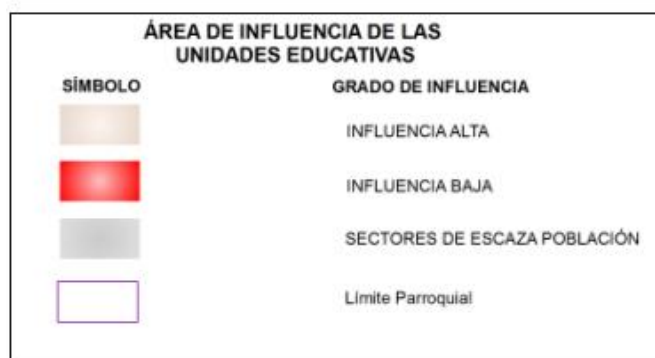 ÁREA DE INFLUENCIA DE LAS
UNIDADES EDUCATIVAS
SÍMBOLO GRADO DE INFLUENCIA
INFLUENCIA ALTA
INFLUENCIA BAJA
SECTORES DE ESCAZA POBLACIÓN
Límite Parroquial